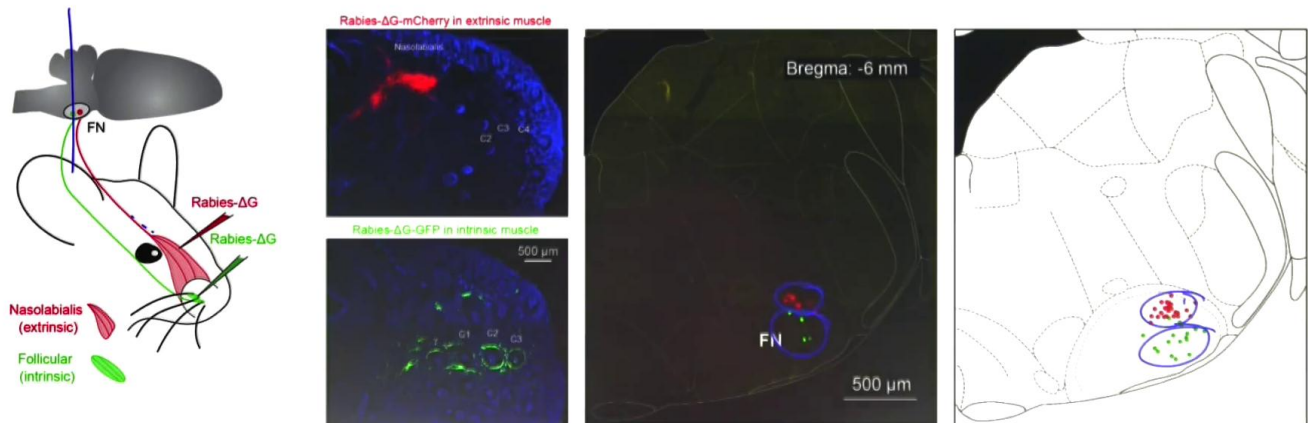 FN
Rabies-ΔG
Rabies-ΔG
Nasolabialis
(extrinsic)
Follicular
(intrinsic)
Rabies-ΔG-mCherry in extrinsic muscle
Nasolabialis
C2
C3
C4
Rabies-ΔG-GFP in intrinsic muscle
500 µm
C1
C2
C3
Bregma: -6 mm
FN
500 µm